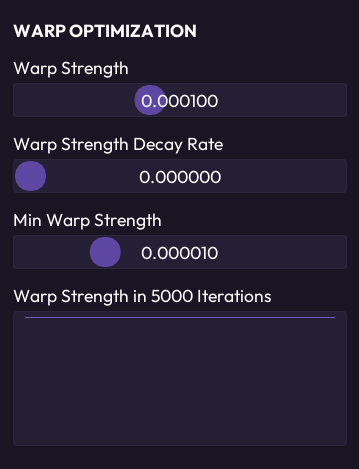 WARP OPTIMIZATION
Warp Strength
0.000100
Warp Strength Decay Rate
0.000000
Min Warp Strength
0.000010
Warp Strength in 5000 Iterations